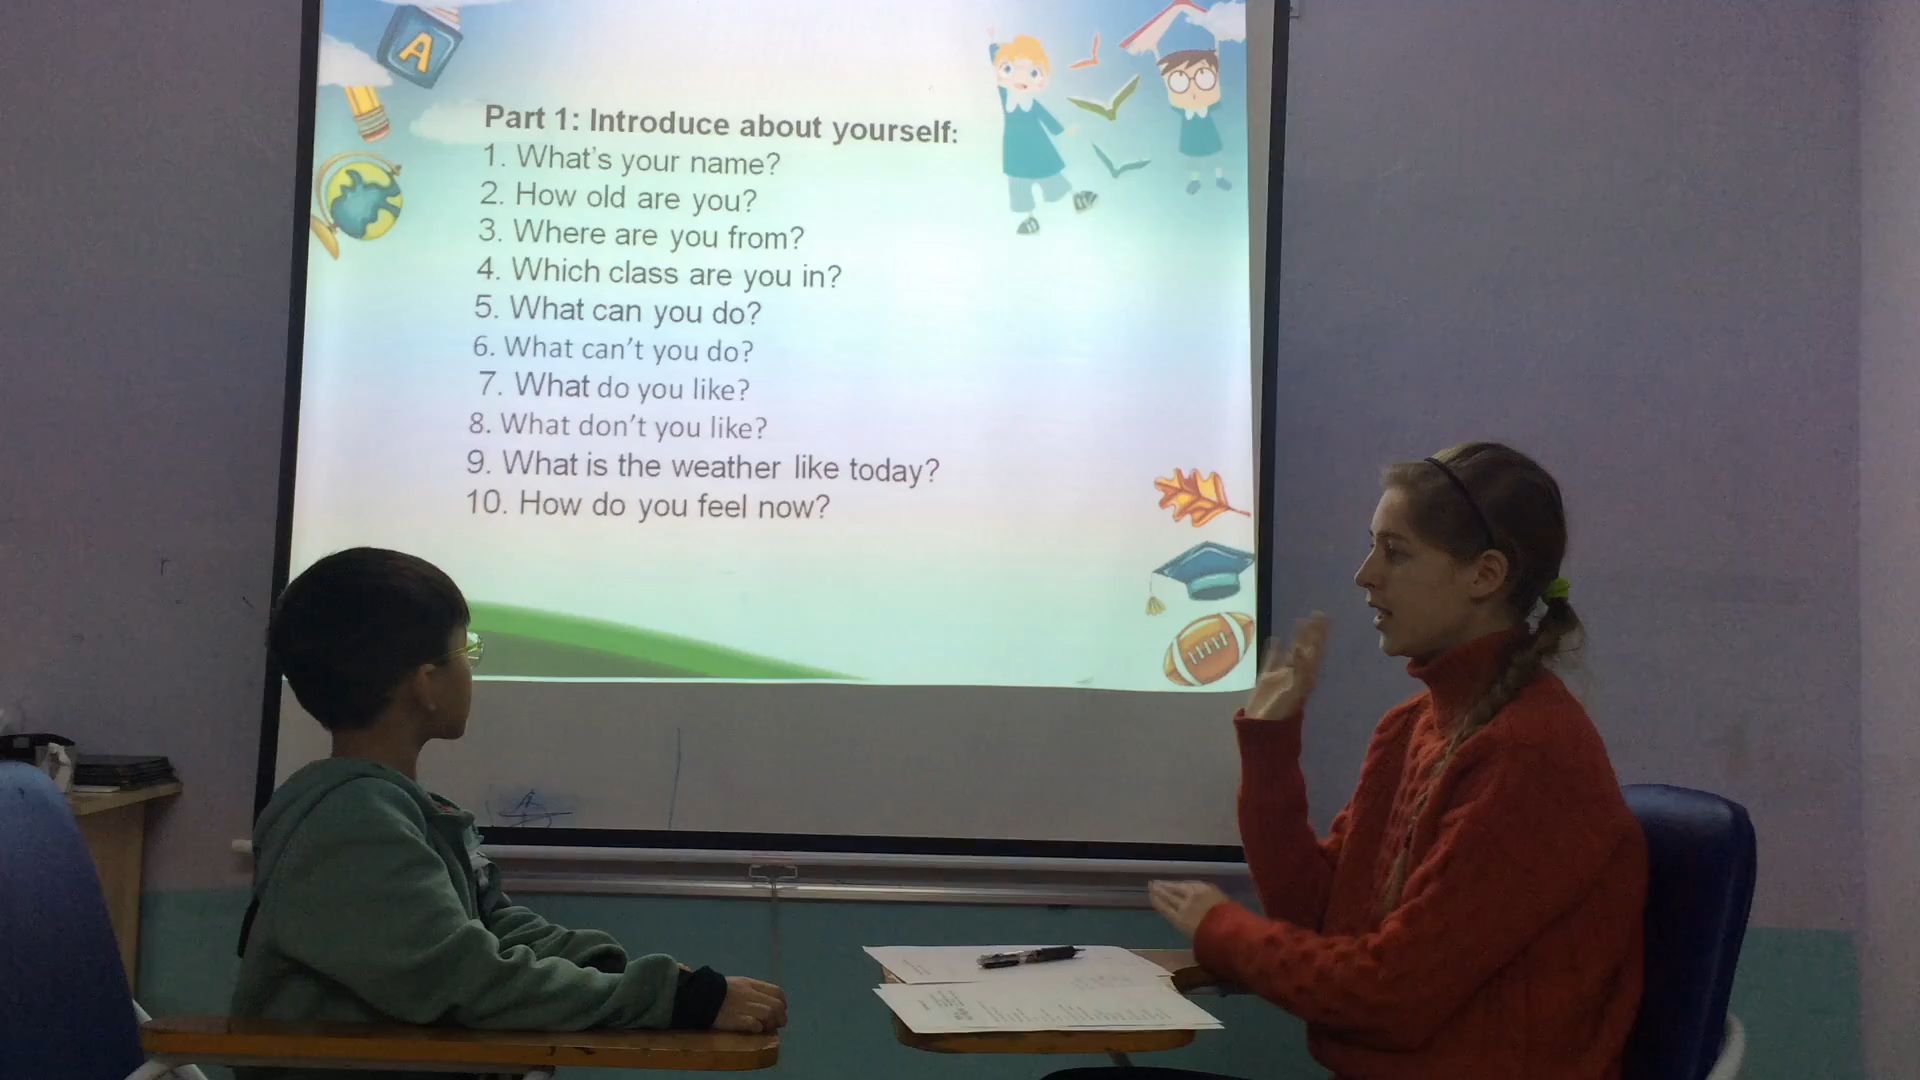 A
Part 1: Introduce about yourself:
1. What's your name?
2. How old are you?
3. Where are you from?
4. Which class are you in?
5. What can you do?
6. What can't you do?
7. What do you like?
8. What don't you like?
9. What is the weather like today?
10. How do you feel now?